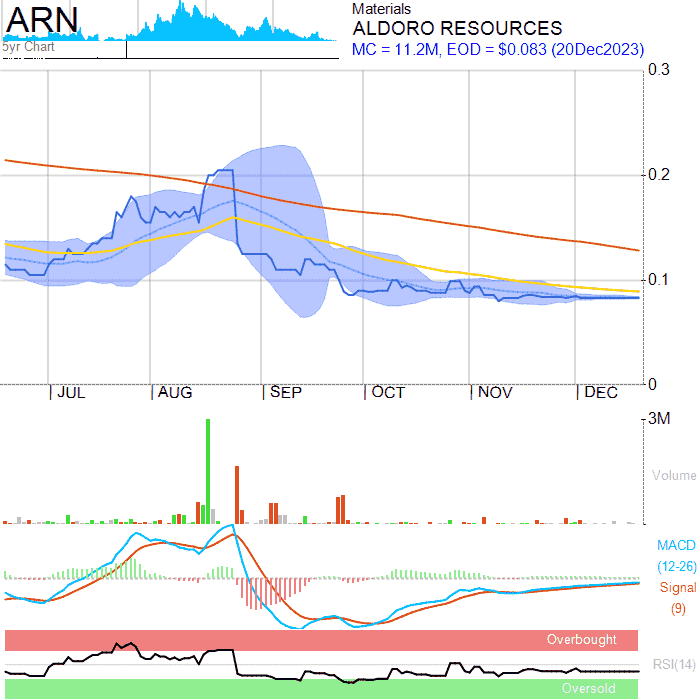 ARN
5yr Chart
Materials
ALDORO RESOURCES
MC = 11.2M, EOD = $0.083 (20Dec2023)
0.3
0.2
0.1
0
JUL AUG SEP OCT NOV DEC
3M
Volume
MACD
(12-26)
Signal
(9)
Overbought
RSI(14)
Oversold